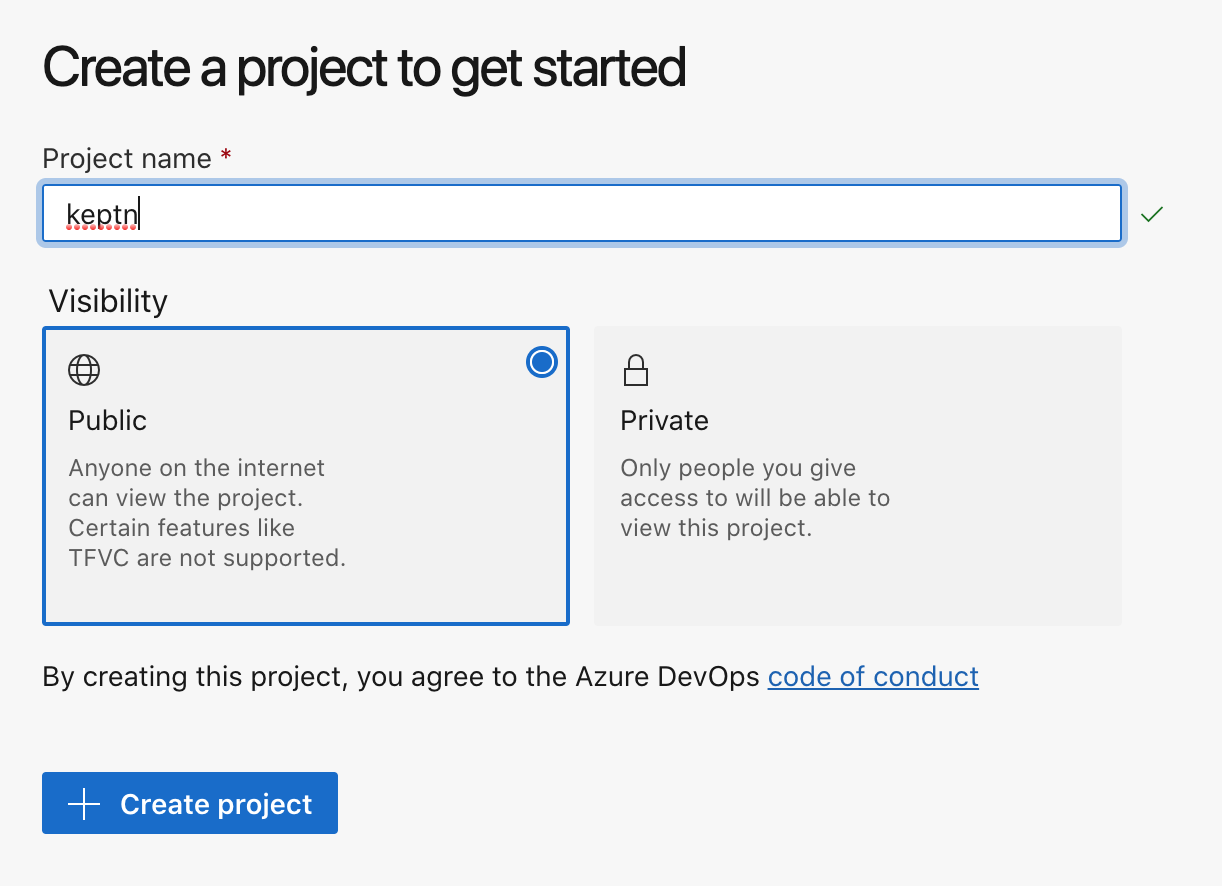 Create a project to get started
Project name *
keptn
Visibility
Public
Anyone on the internet
can view the project.
Certain features like
TFVC are not supported.
Private
Only people you give
access to will be able to
view this project.
By creating this project, you agree to the Azure DevOps code of conduct
Create project